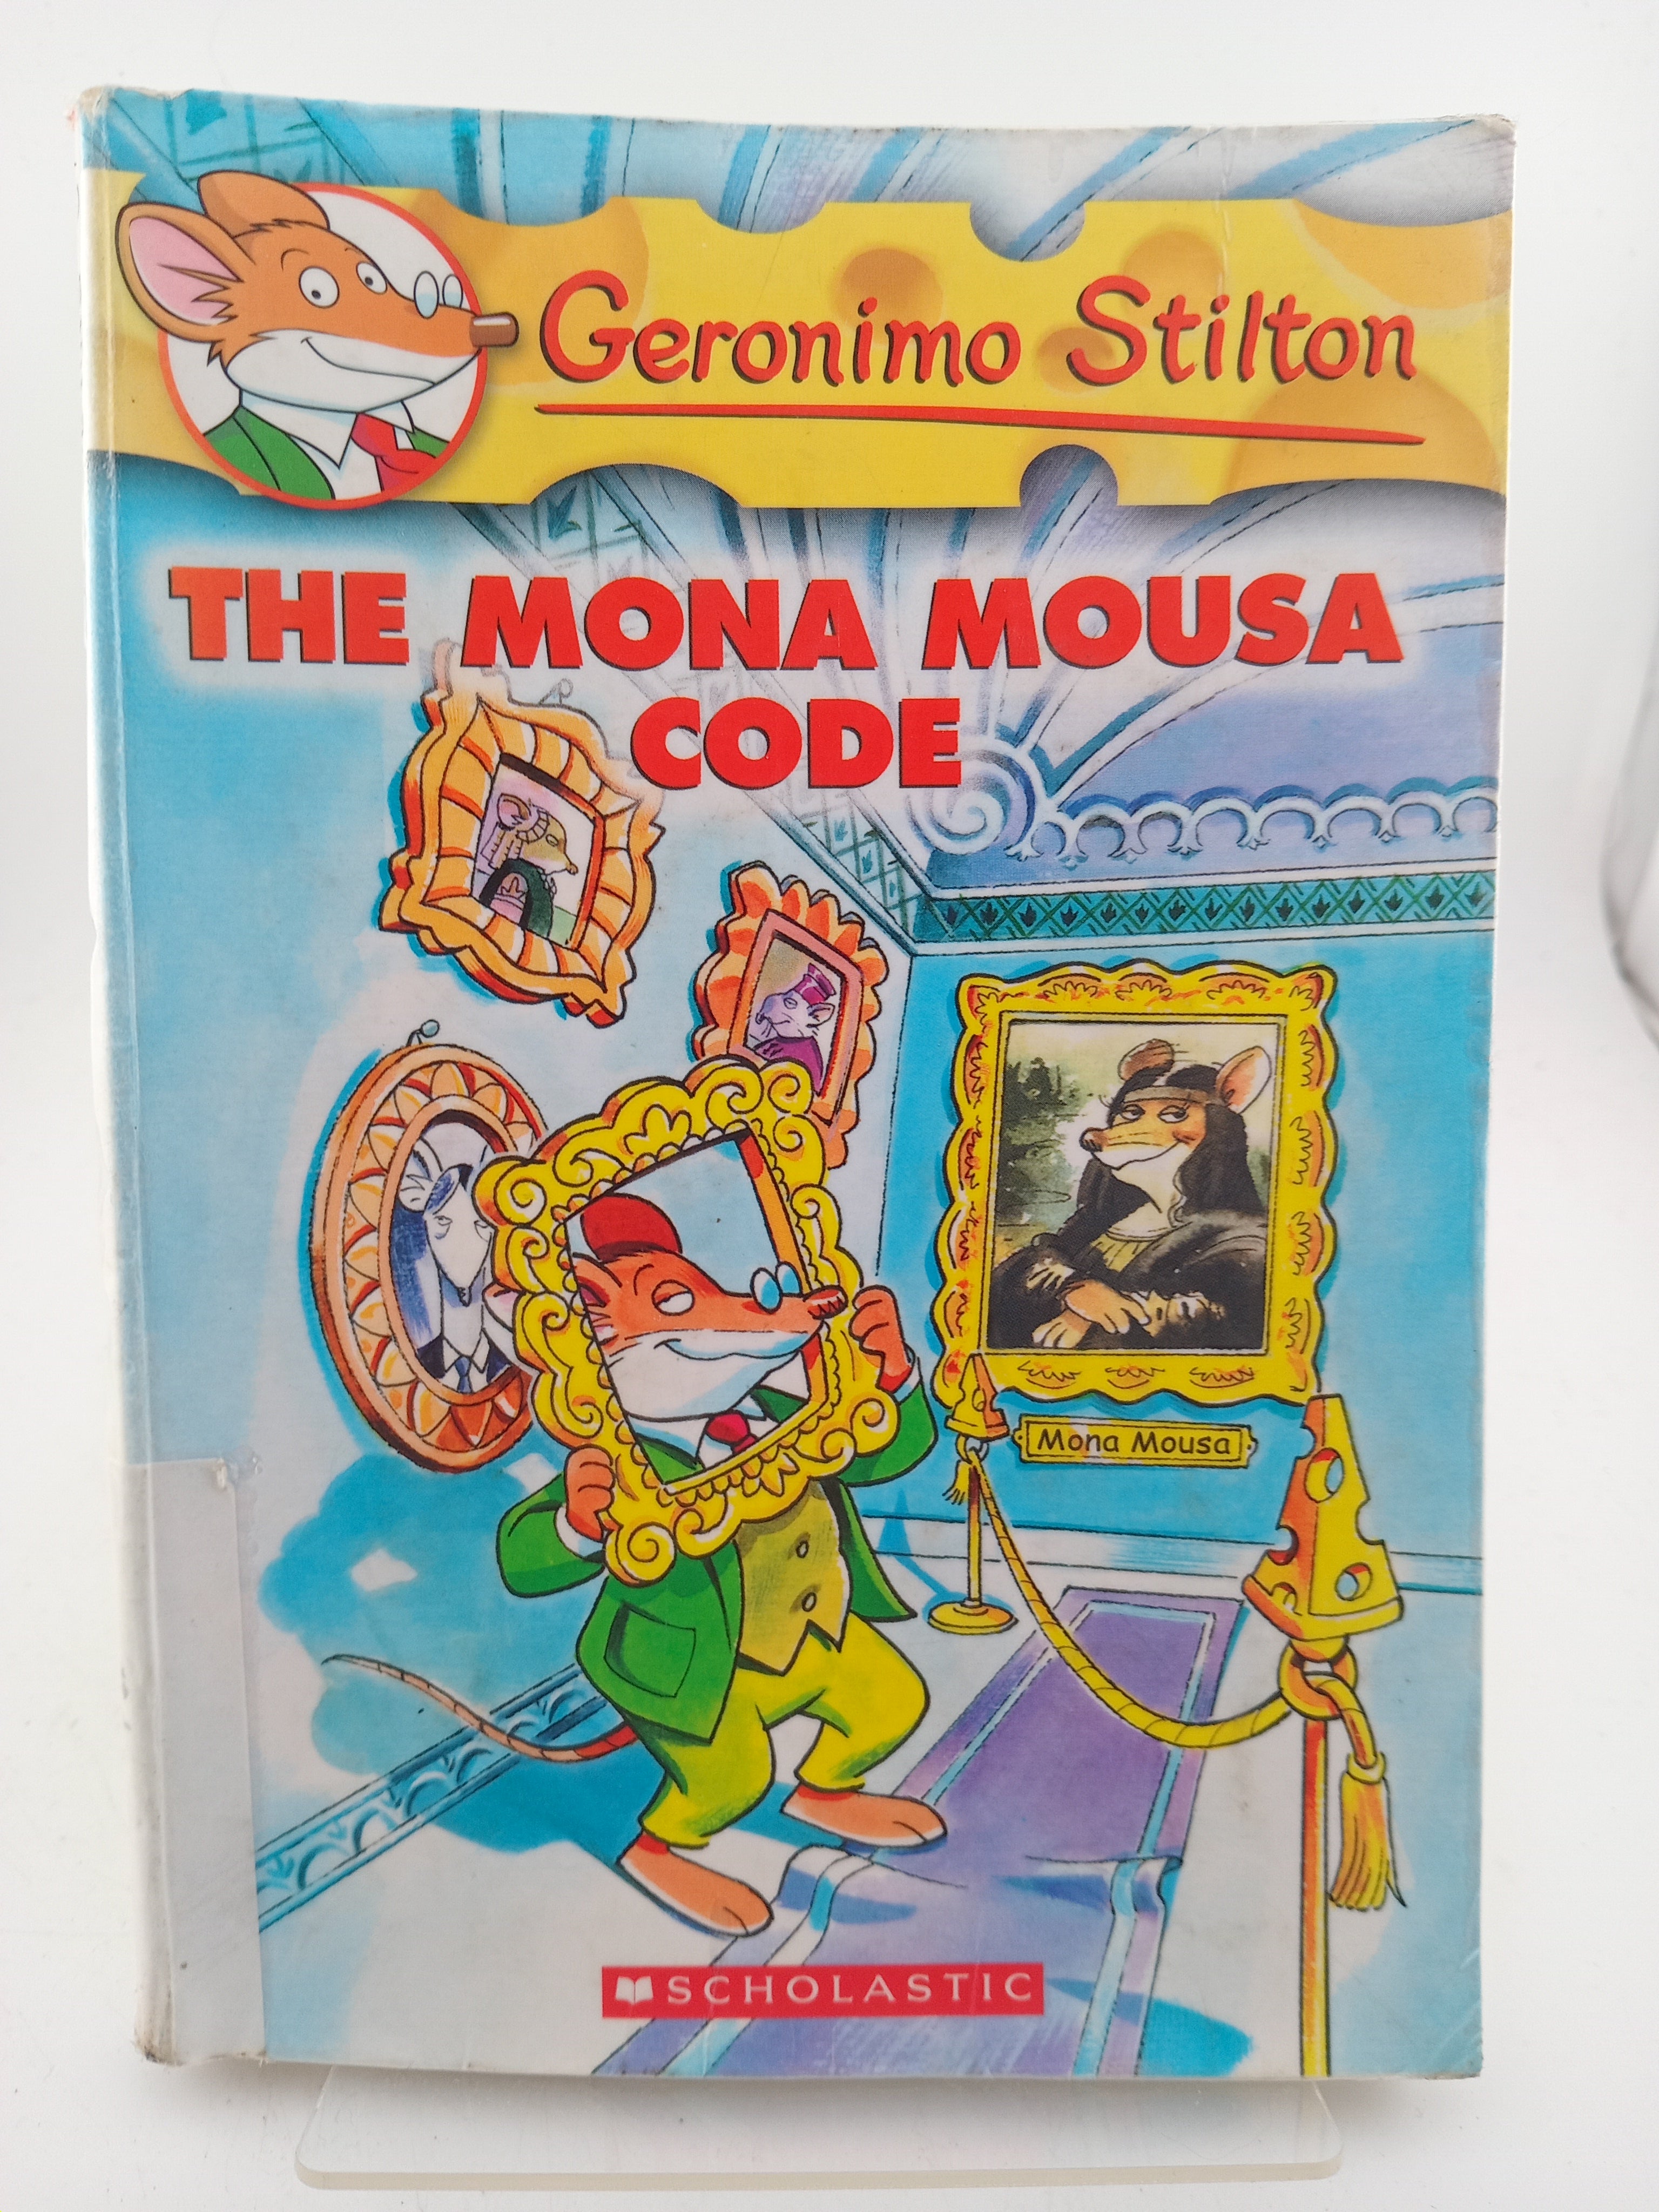 Geronimo Stilton
THE MONA MOUSA
CODE
Mona Mousa
SCHOLASTIC